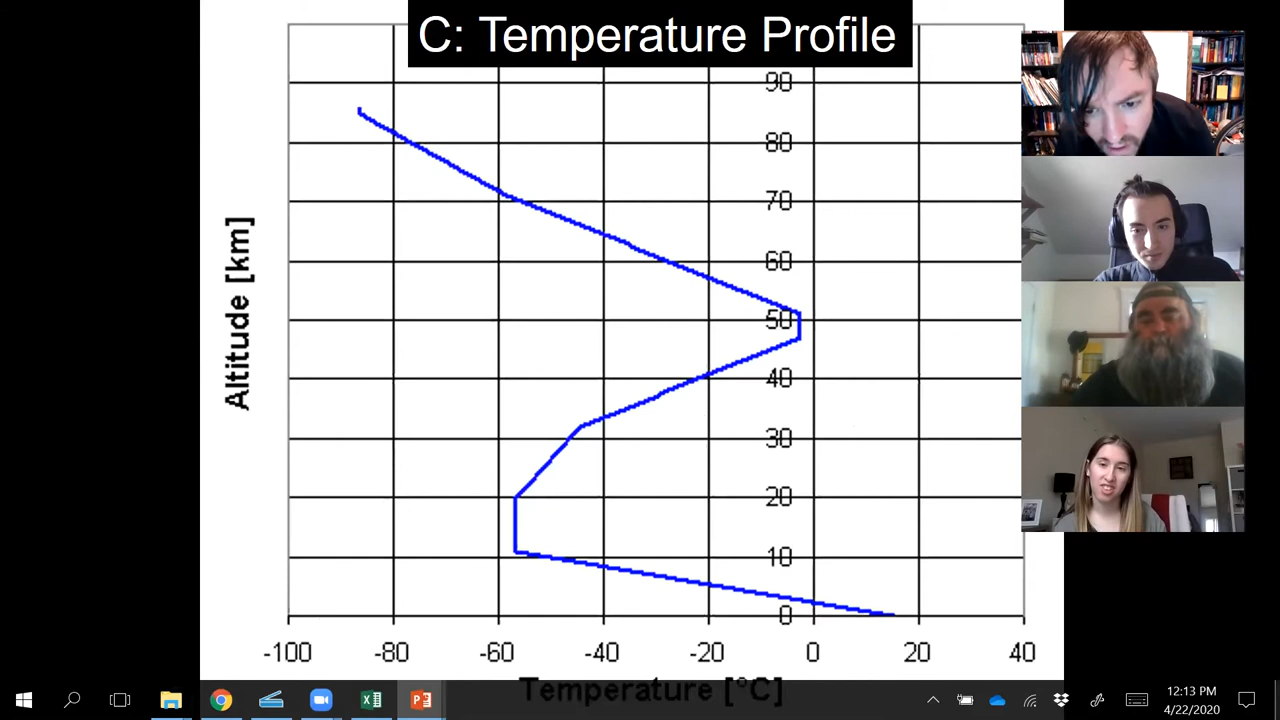 C: Temperature Profile
90
80
70
60
50
40
30
20
10
0
Altitude [km]
-100 -80 -60 -40 -20 0 20 40
Temperature [°C]
12:13 PM
4/22/2020